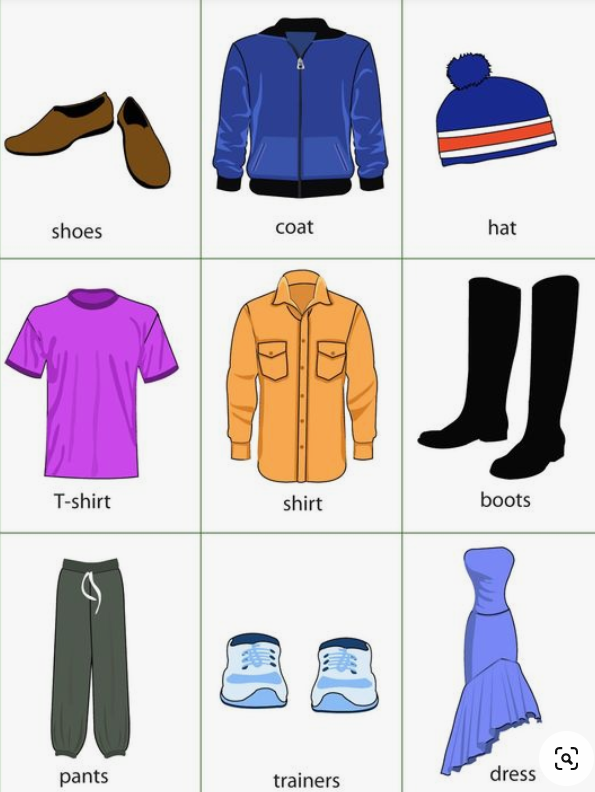 shoes
coat
hat
T-shirt
shirt
boots
pants
trainers
dress